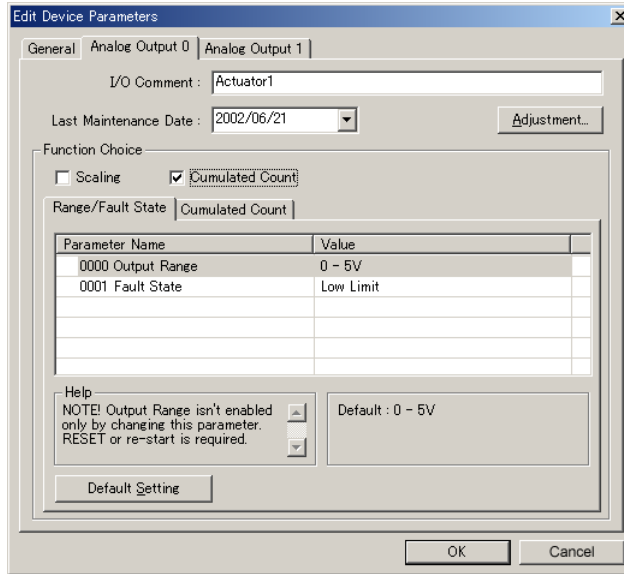 Edit Device Parameters
General Analog Output 0 Analog Output 1
I/O Comment : Actuator1
Last Maintenance Date : 2002/06/21 Adjustment...
Function Choice
Scaling Cumulated Count
Range/Fault State Cumulated Count
Parameter Name Value
0000 Output Range 0 - 5V
0001 Fault State Low Limit
Help
NOTE! Output Range isn't enabled
only by changing this parameter.
RESET or re-start is required.
Default : 0 - 5V
Default Setting
OK Cancel